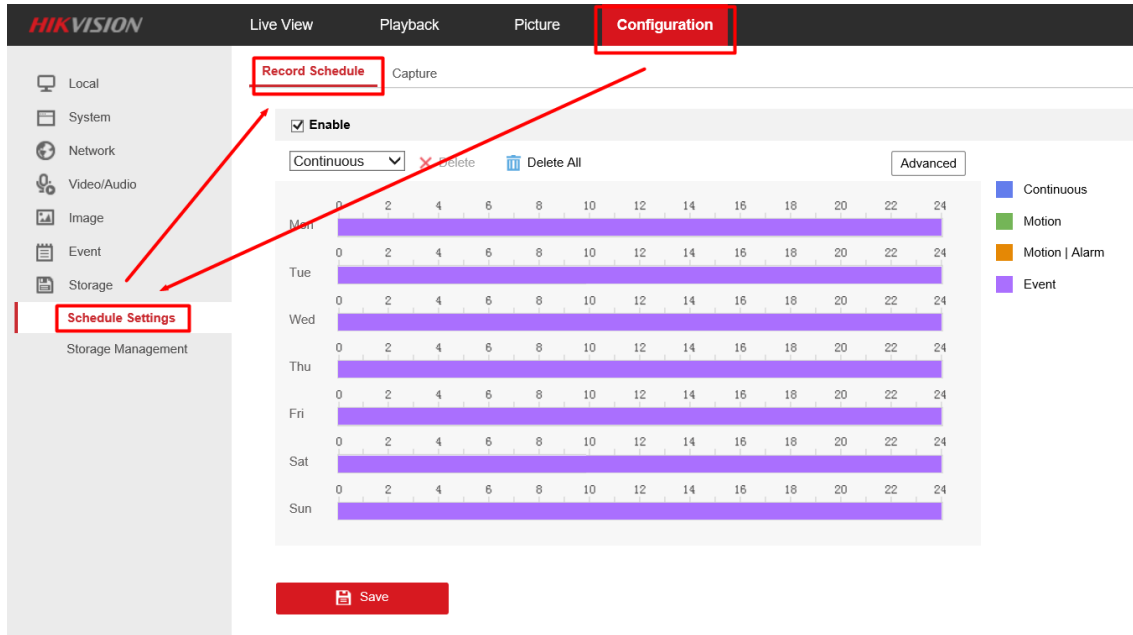 HIKVISION Live View Playback Picture Configuration
Local
System
Network
Video/Audio
Image
Event
Storage
Schedule Settings
Storage Management
Record Schedule Capture
Enable
Continuous Delete Delete All Advanced
0 2 4 6 8 10 12 14 16 18 20 22 24
Mon
0 2 4 6 8 10 12 14 16 18 20 22 24
Tue
0 2 4 6 8 10 12 14 16 18 20 22 24
Wed
0 2 4 6 8 10 12 14 16 18 20 22 24
Thu
0 2 4 6 8 10 12 14 16 18 20 22 24
Fri
0 2 4 6 8 10 12 14 16 18 20 22 24
Sat
0 2 4 6 8 10 12 14 16 18 20 22 24
Sun
Continuous
Motion
Motion | Alarm
Event
Save